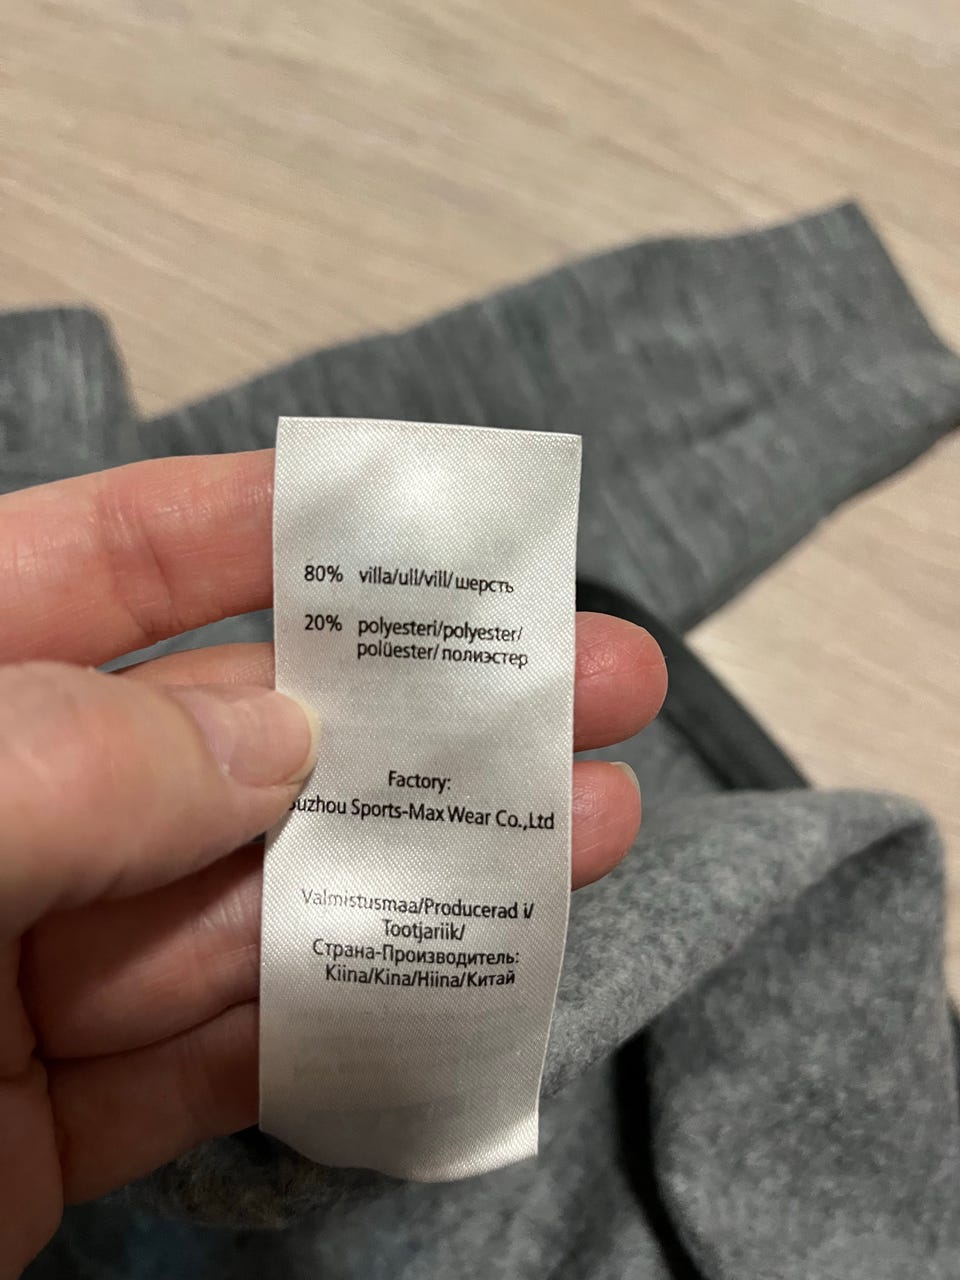 80% villa/ull/vill/шерсть
20% polyesteri/polyester/
polüester/полиэстер
Factory:
Sports-Max Wear Co.,Ltd
Valmistusmaa/Producerad i/
Tootjariik/
Страна-Производитель:
Kiina/Kina/Hiina/Китай